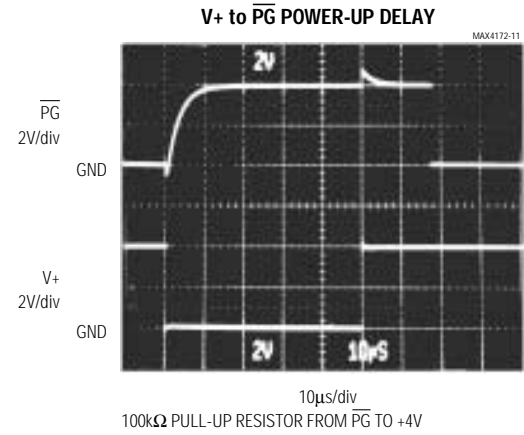 V+ to PG POWER-UP DELAY
MAX4172-11
2V
PG
2V/div
GND
V+
2V/div
GND
2V
10µS
10µs/div
100kΩ PULL-UP RESISTOR FROM PG TO +4V